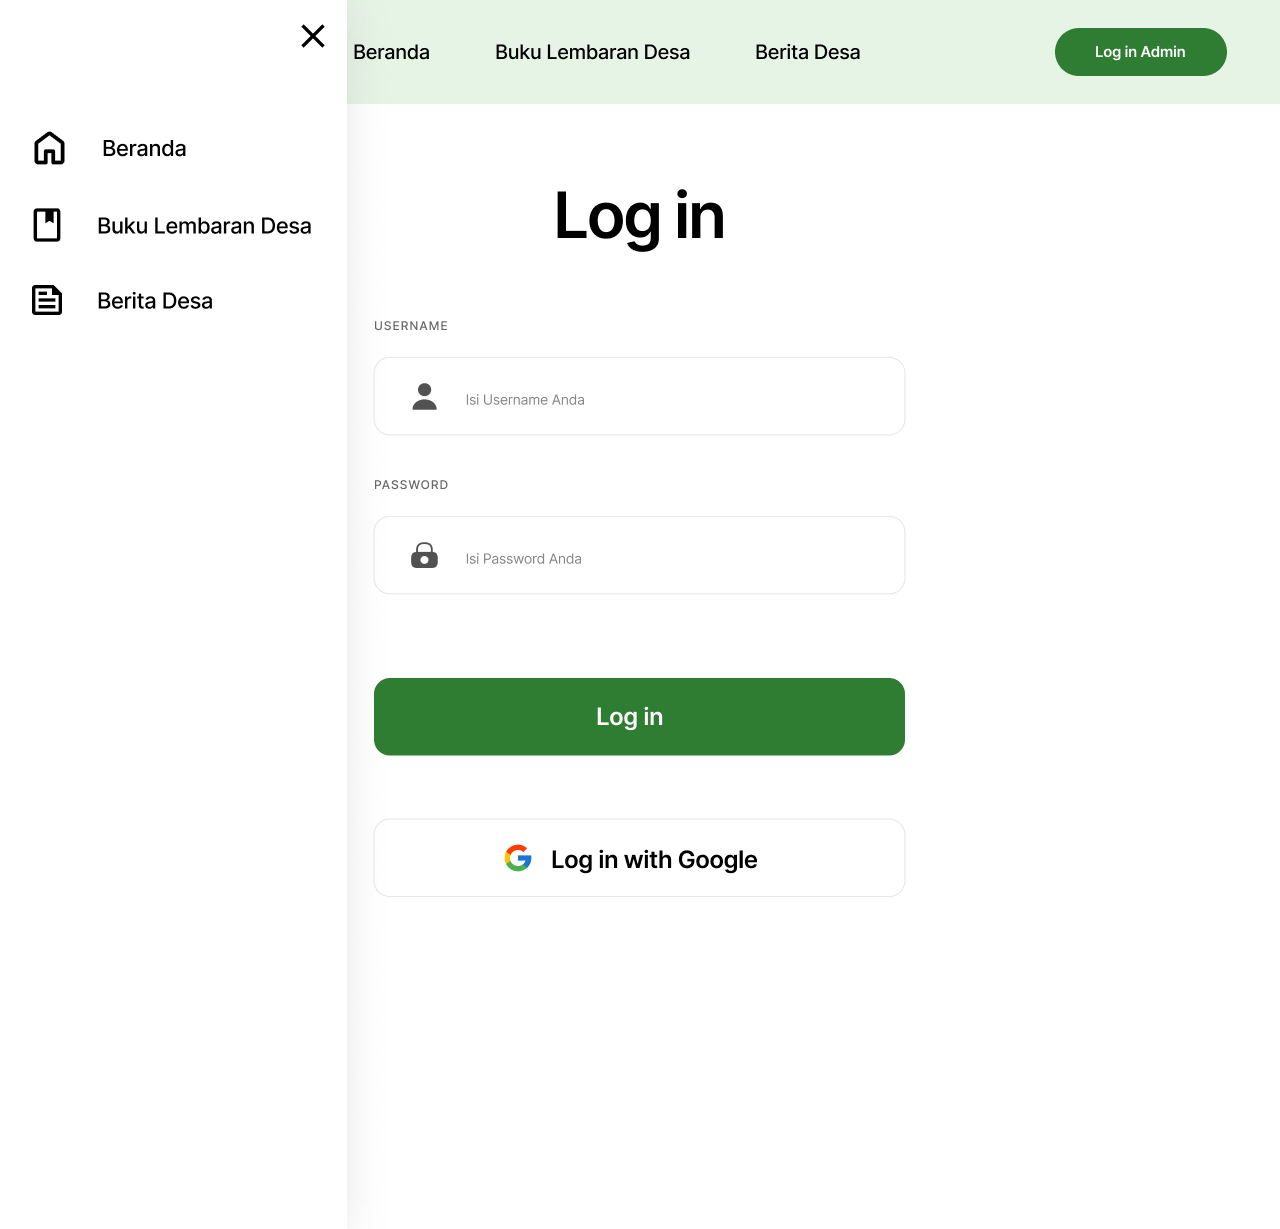 Beranda
Buku Lembaran Desa
Berita Desa
Beranda
Buku Lembaran Desa
Berita Desa
Log in Admin
Log in
USERNAME
Isi Username Anda
PASSWORD
Isi Password Anda
Log in
Log in with Google